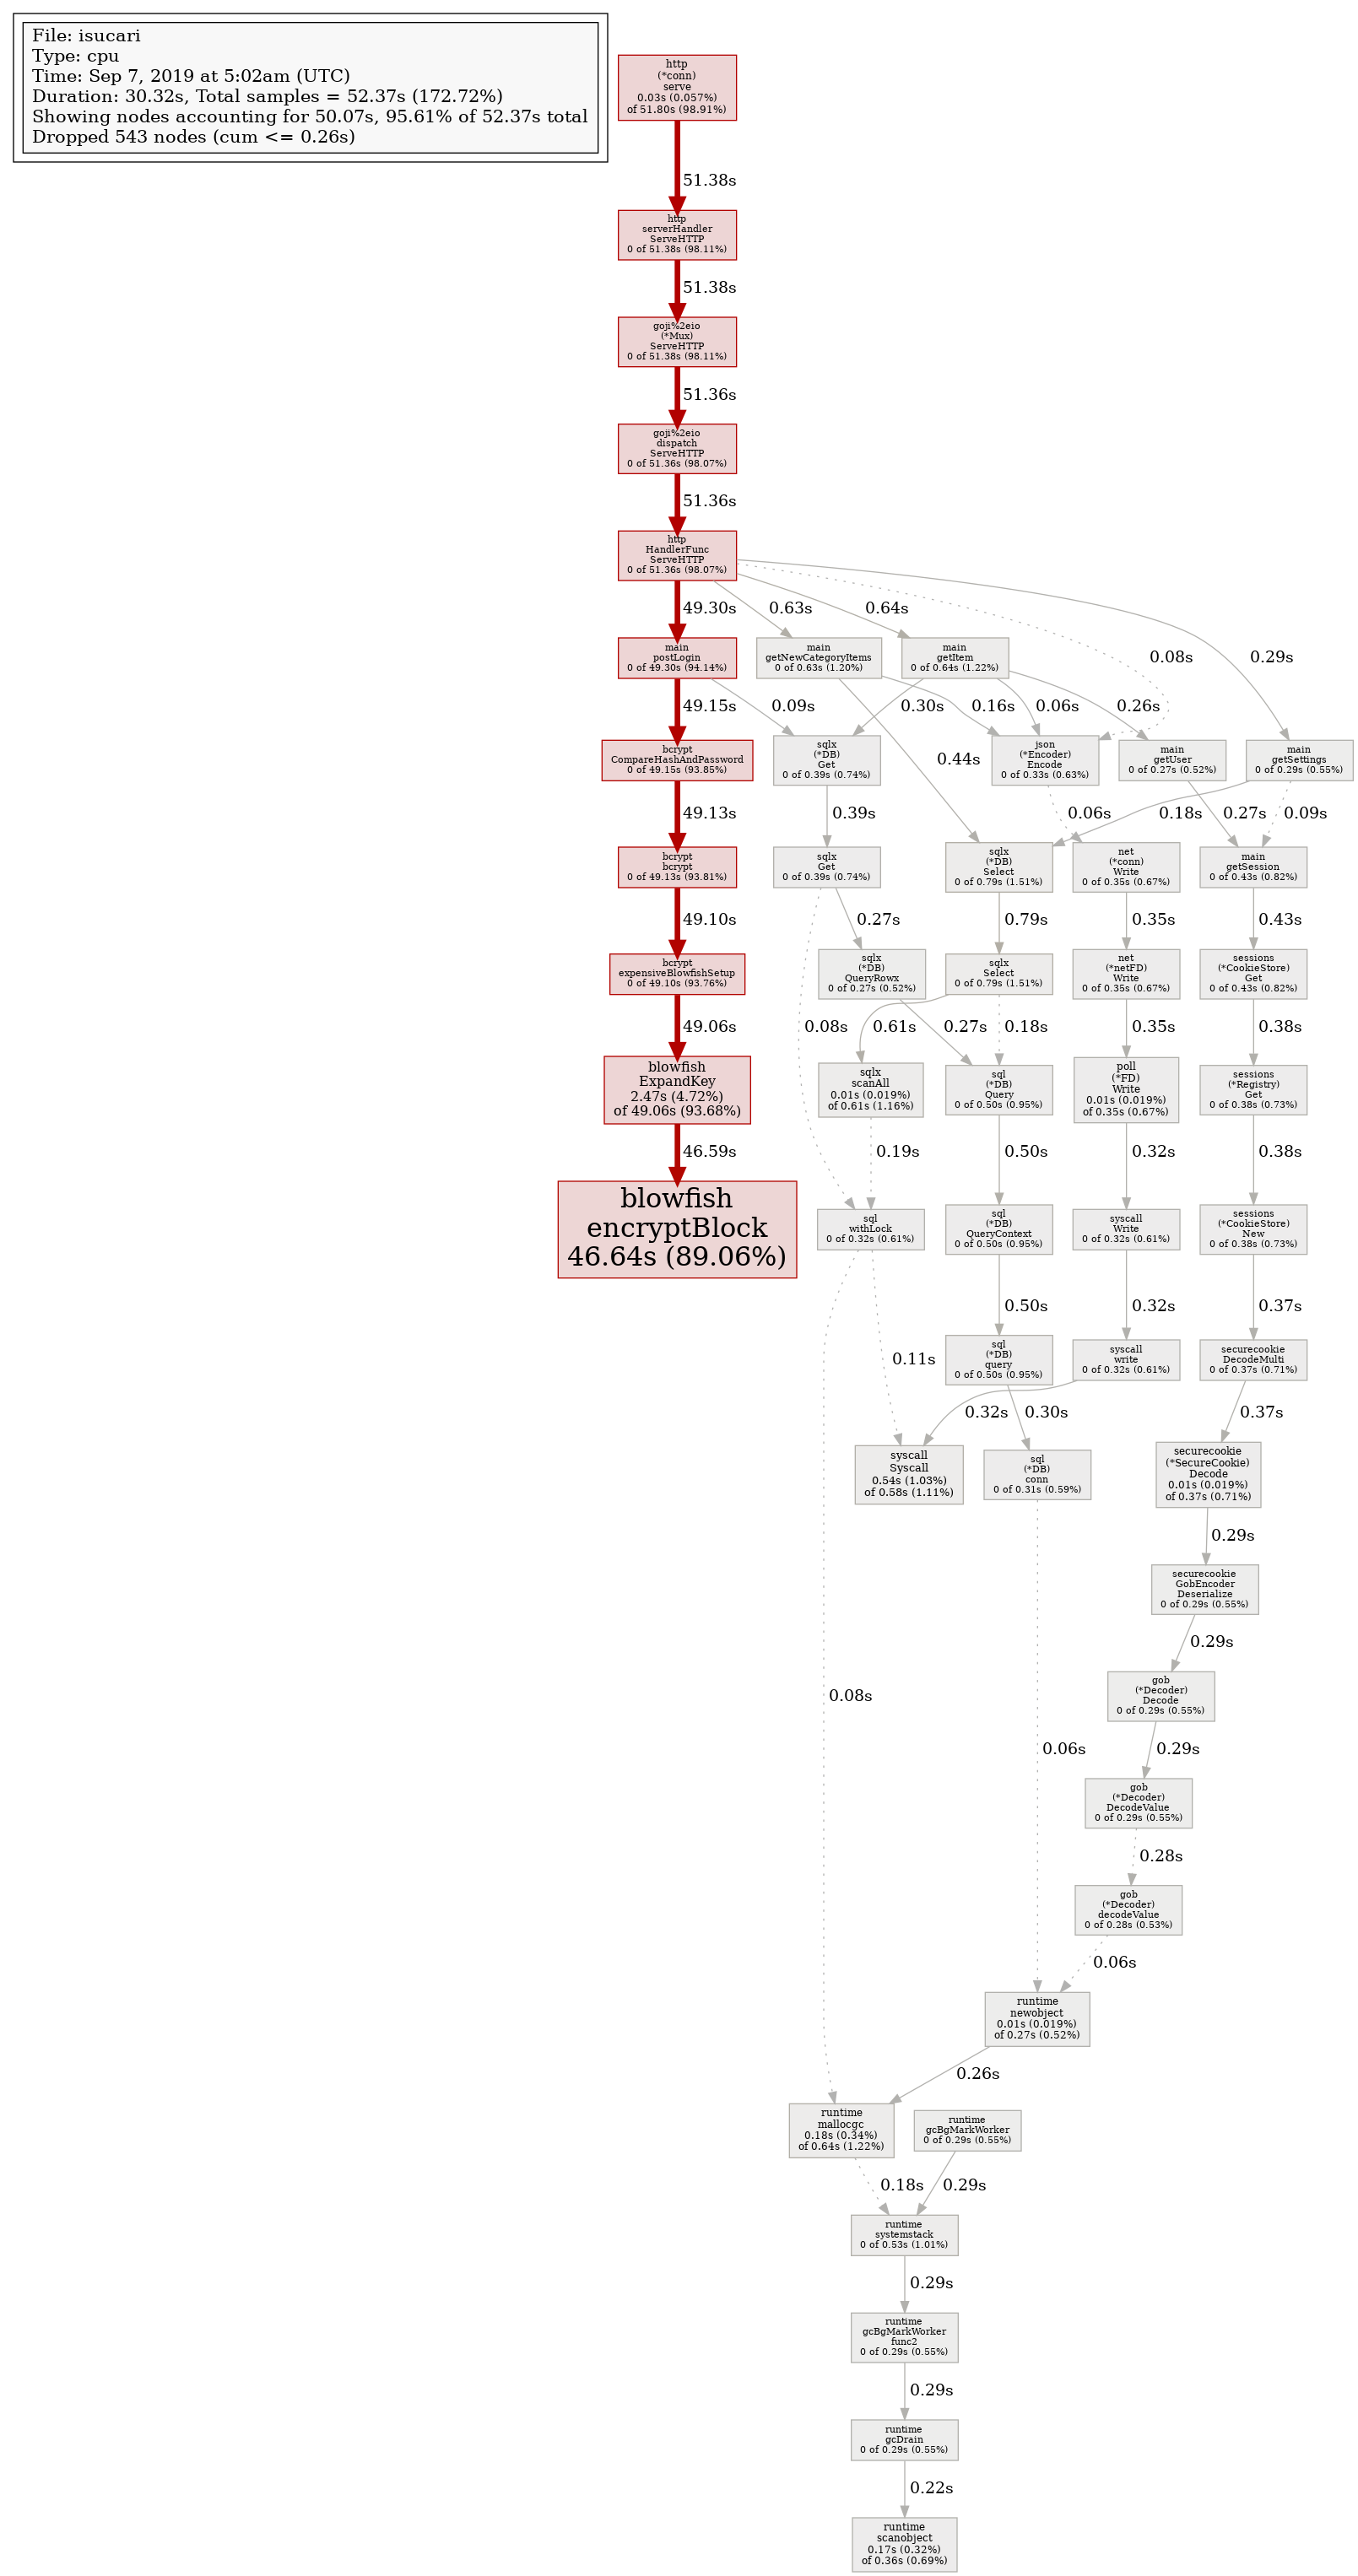 File: isucari
Type: cpu
Time: Sep 7, 2019 at 5:02am (UTC)
Duration: 30.32s, Total samples = 52.37s (172.72%)
Showing nodes accounting for 50.07s, 95.61% of 52.37s total
Dropped 543 nodes (cum <= 0.26s)
http
(*conn)
serve
0.03s (0.057%)
of 51.80s (98.91%)
51.38s
http
serverHandler
ServeHTTP
0 of 51.38s (98.11%)
51.38s
goji%2eio
(*Mux)
ServeHTTP
0 of 51.38s (98.11%)
51.36s
goji%2eio
dispatch
ServeHTTP
0 of 51.36s (98.07%)
51.36s
http
HandlerFunc
ServeHTTP
0 of 51.36s (98.07%)
49.30s
0.63s
0.64s
0.08s
0.29s
main
postLogin
0 of 49.30s (94.14%)
main
getNewCategoryItems
0 of 0.63s (1.20%)
main
getItem
0 of 0.64s (1.22%)
49.15s
0.09s
0.30s
0.16s
0.06s
0.26s
0.44s
bcrypt
CompareHashAndPassword
0 of 49.15s (93.85%)
sqlx
(*DB)
Get
0 of 0.39s (0.74%)
json
(*Encoder)
Encode
0 of 0.33s (0.63%)
main
getUser
0 of 0.27s (0.52%)
main
getSettings
0 of 0.29s (0.55%)
49.13s
0.39s
0.06s
0.18s
0.27s
0.09s
bcrypt
bcrypt
0 of 49.13s (93.81%)
sqlx
Get
0 of 0.39s (0.74%)
sqlx
(*DB)
Select
0 of 0.79s (1.51%)
net
(*conn)
Write
0 of 0.35s (0.67%)
main
getSession
0 of 0.43s (0.82%)
49.10s
0.27s
0.79s
0.35s
0.43s
bcrypt
expensiveBlowfishSetup
0 of 49.10s (93.76%)
sqlx
(*DB)
QueryRowx
0 of 0.27s (0.52%)
sqlx
Select
0 of 0.79s (1.51%)
net
(*netFD)
Write
0 of 0.35s (0.67%)
sessions
(*CookieStore)
Get
0 of 0.43s (0.82%)
49.06s
0.08s
0.61s
0.27s
0.18s
0.35s
0.38s
blowfish
ExpandKey
2.47s (4.72%)
of 49.06s (93.68%)
sqlx
scanAll
0.01s (0.019%)
of 0.61s (1.16%)
sql
(*DB)
Query
0 of 0.50s (0.95%)
poll
(*FD)
Write
0.01s (0.019%)
of 0.35s (0.67%)
sessions
(*Registry)
Get
0 of 0.38s (0.73%)
46.59s
0.19s
0.50s
0.32s
0.38s
blowfish
encryptBlock
46.64s (89.06%)
sql
withLock
0 of 0.32s (0.61%)
sql
(*DB)
QueryContext
0 of 0.50s (0.95%)
syscall
Write
0 of 0.32s (0.61%)
sessions
(*CookieStore)
New
0 of 0.38s (0.73%)
0.50s
0.32s
0.37s
0.11s
sql
(*DB)
query
0 of 0.50s (0.95%)
syscall
write
0 of 0.32s (0.61%)
securecookie
DecodeMulti
0 of 0.37s (0.71%)
0.32s
0.30s
0.37s
syscall
Syscall
0.54s (1.03%)
of 0.58s (1.11%)
sql
(*DB)
conn
0 of 0.31s (0.59%)
securecookie
(*SecureCookie)
Decode
0.01s (0.019%)
of 0.37s (0.71%)
0.29s
securecookie
GobEncoder
Deserialize
0 of 0.29s (0.55%)
0.29s
gob
(*Decoder)
Decode
0 of 0.29s (0.55%)
0.08s
0.06s
0.29s
gob
(*Decoder)
DecodeValue
0 of 0.29s (0.55%)
0.28s
gob
(*Decoder)
decodeValue
0 of 0.28s (0.53%)
0.06s
runtime
newobject
0.01s (0.019%)
of 0.27s (0.52%)
0.26s
runtime
mallocgc
0.18s (0.34%)
of 0.64s (1.22%)
runtime
gcBgMarkWorker
0 of 0.29s (0.55%)
0.18s
0.29s
runtime
systemstack
0 of 0.53s (1.01%)
0.29s
runtime
gcBgMarkWorker
func2
0 of 0.29s (0.55%)
0.29s
runtime
gcDrain
0 of 0.29s (0.55%)
0.22s
runtime
scanobject
0.17s (0.32%)
of 0.36s (0.69%)